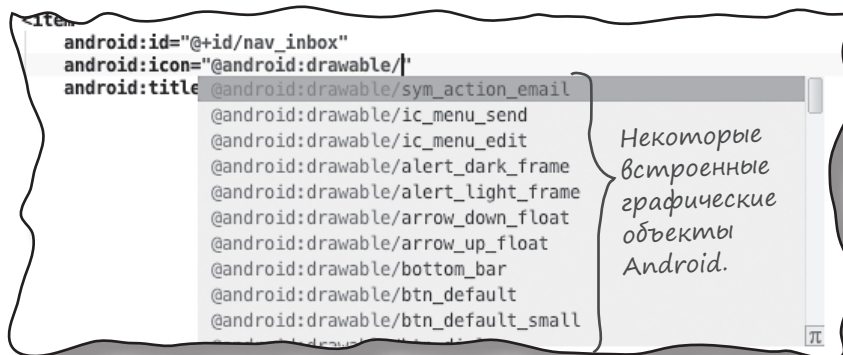 <item
android:id="@+id/nav_inbox"
android:icon="@android:drawable/"
android:title
@android:drawable/sym_action_email
@android:drawable/ic_menu_send
@android:drawable/ic_menu_edit
@android:drawable/alert_dark_frame
@android:drawable/alert_light_frame
@android:drawable/arrow_down_float
@android:drawable/arrow_up_float
@android:drawable/bottom_bar
@android:drawable/btn_default
@android:drawable/btn_default_small
π
Некоторые
встроенные
графические
объекты
Android.